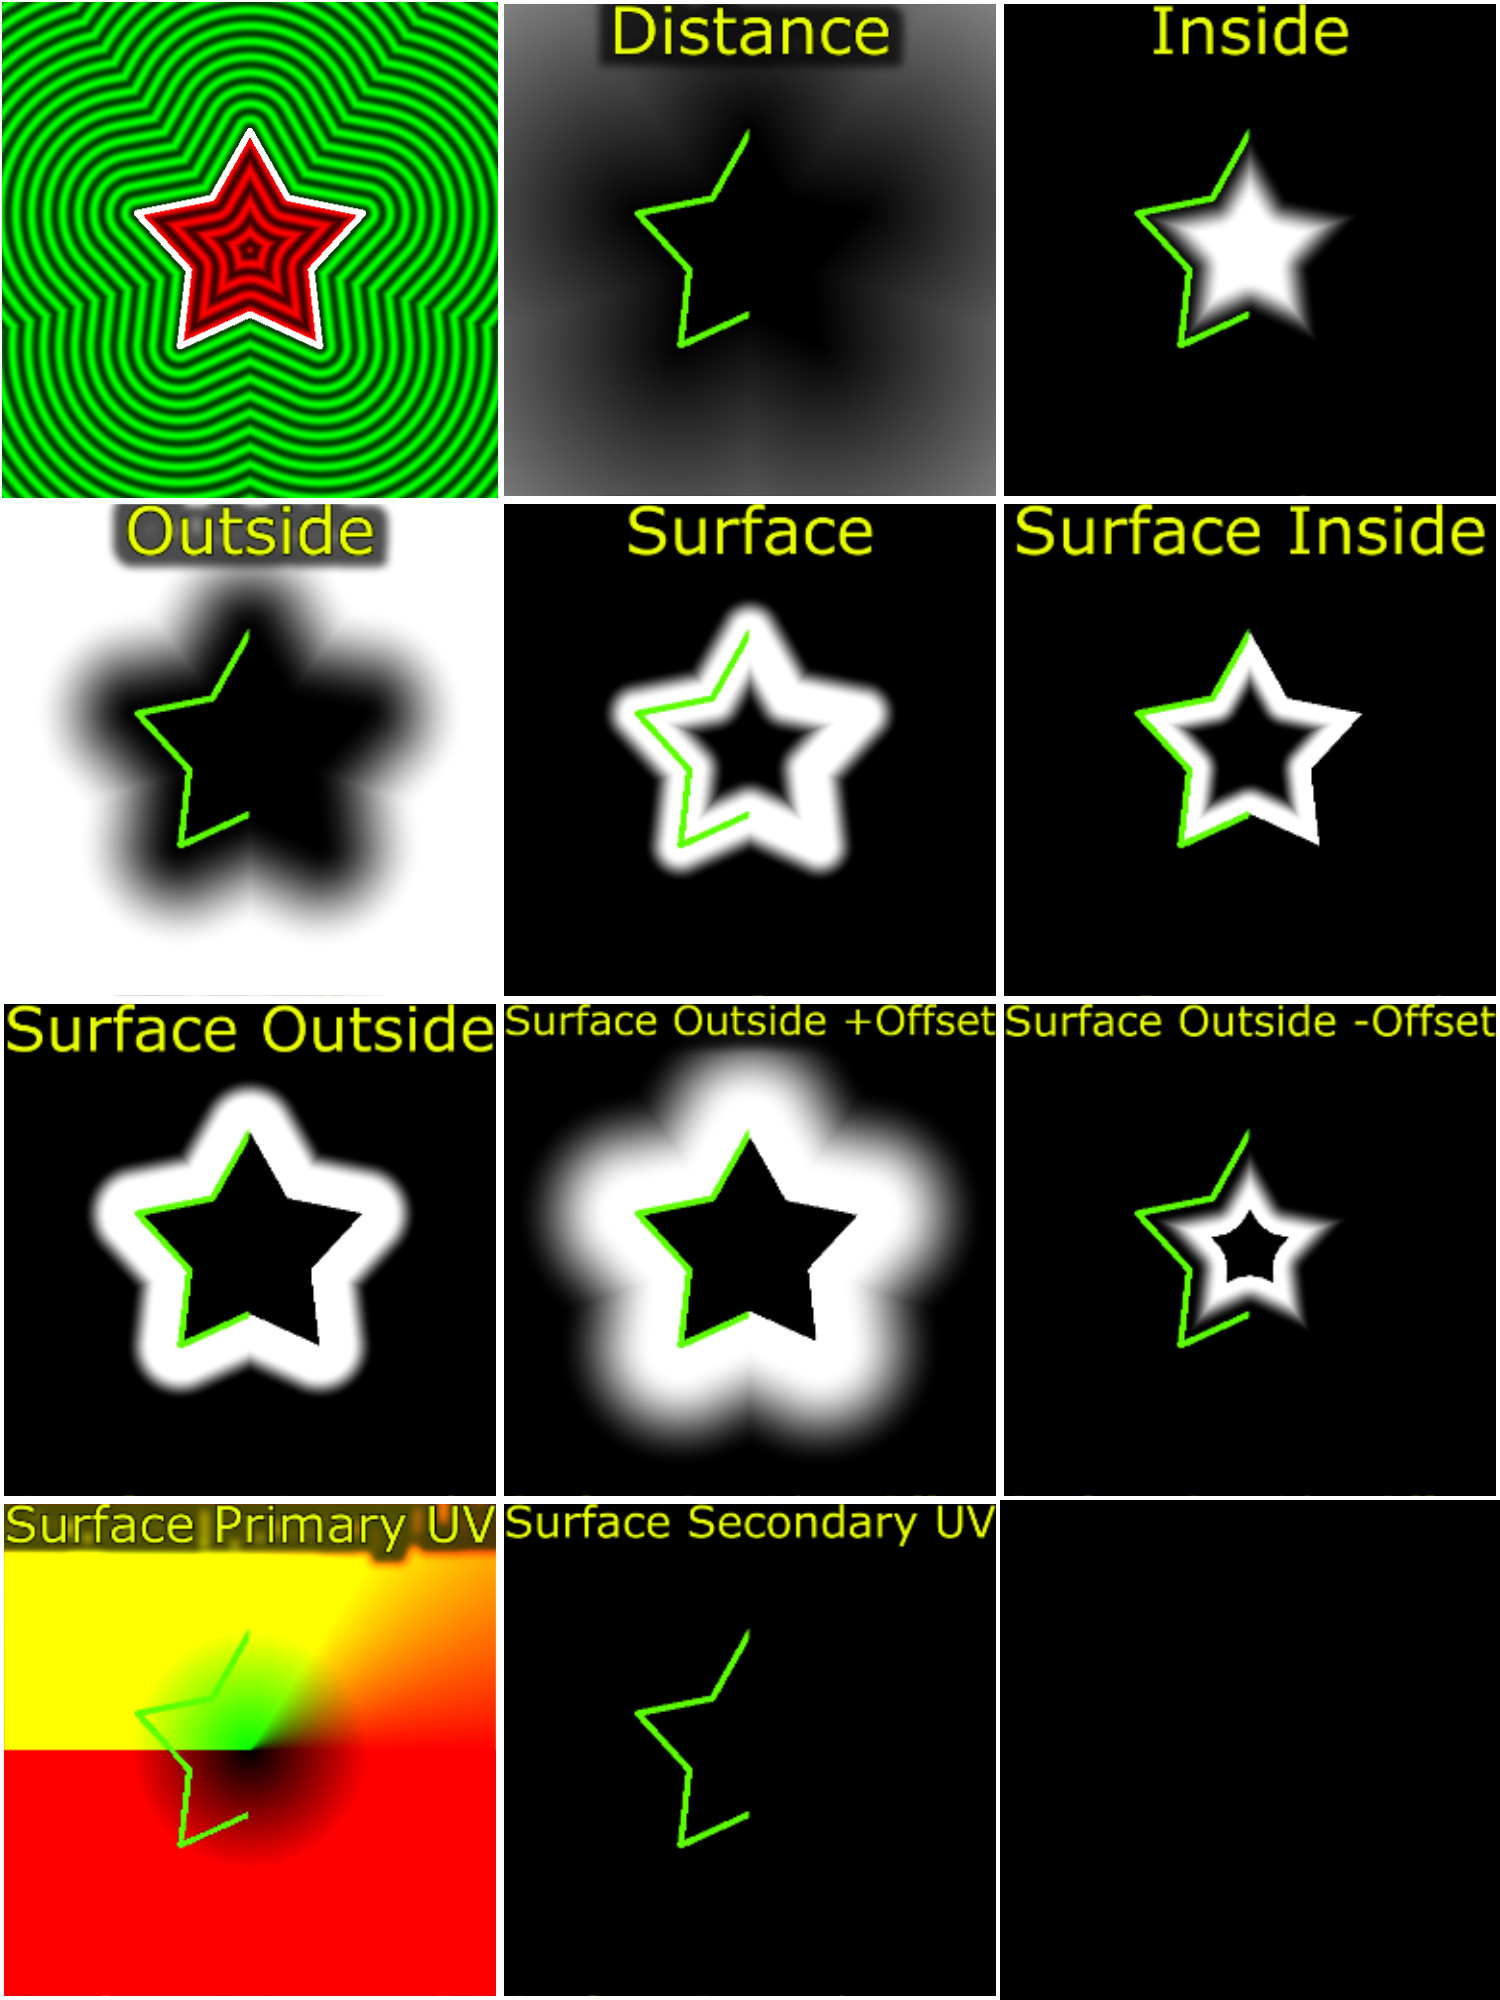 Distance
Inside
Outside
Surface
Surface Inside
Surface Outside
Surface Outside +Offset
Surface Outside -Offset
Surface Primary UV
Surface Secondary UV